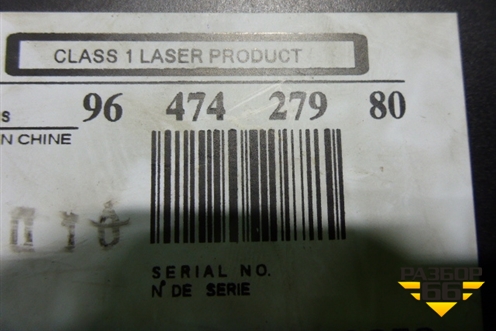 CLASS 1 LASER PRODUCT
S 96 474 279 80
N CHINE
SERIAL NO.
N° DE SERIE
РАЗБОР
66